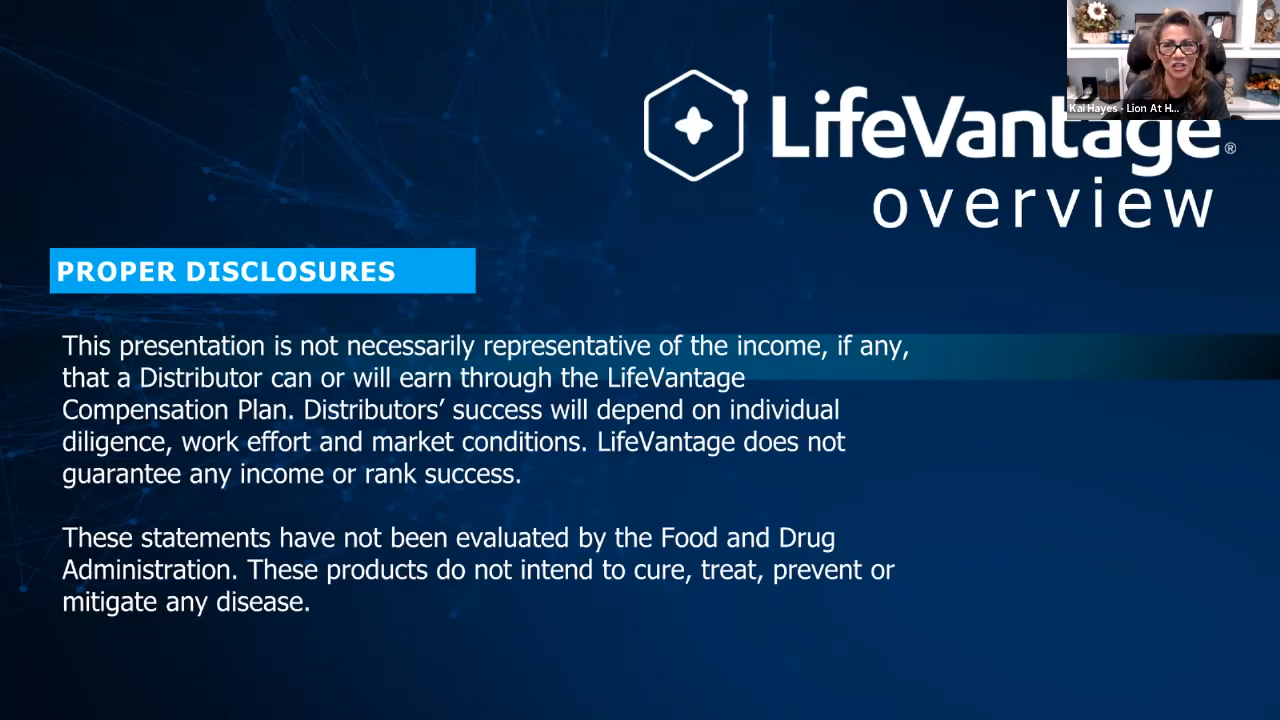 Kai Hayes - Lion At H...
LifeVantage®
overview
PROPER DISCLOSURES
This presentation is not necessarily representative of the income, if any,
that a Distributor can or will earn through the LifeVantage
Compensation Plan. Distributors’ success will depend on individual
diligence, work effort and market conditions. LifeVantage does not
guarantee any income or rank success.
These statements have not been evaluated by the Food and Drug
Administration. These products do not intend to cure, treat, prevent or
mitigate any disease.